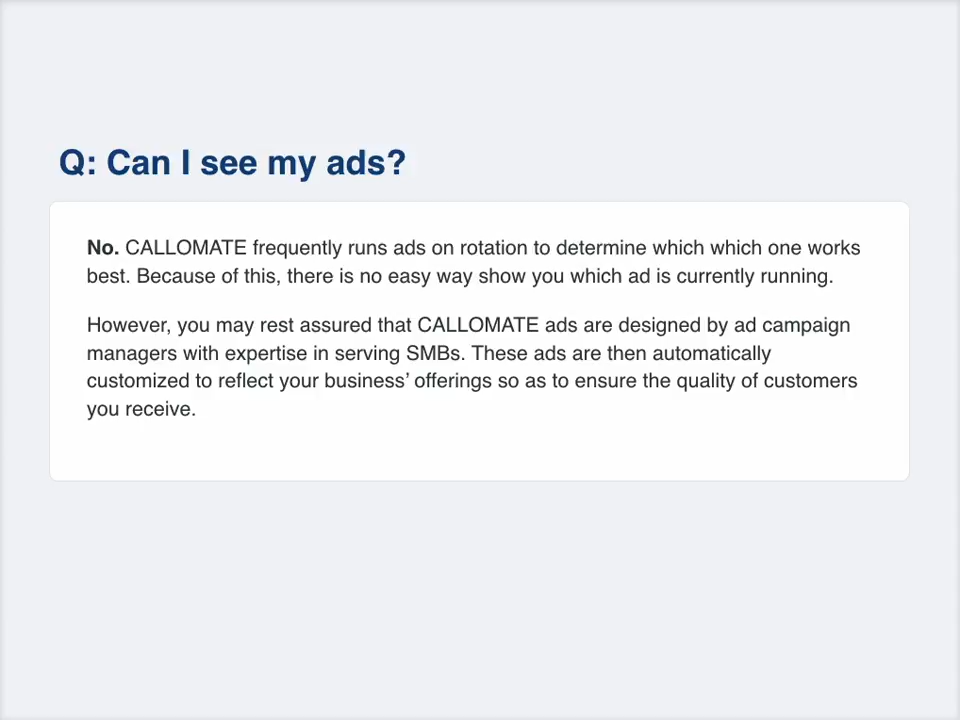 Q: Can I see my ads?
No. CALLOMATE frequently runs ads on rotation to determine which which one works
best. Because of this, there is no easy way show you which ad is currently running.
However, you may rest assured that CALLOMATE ads are designed by ad campaign
managers with expertise in serving SMBs. These ads are then automatically
customized to reflect your business’ offerings so as to ensure the quality of customers
you receive.